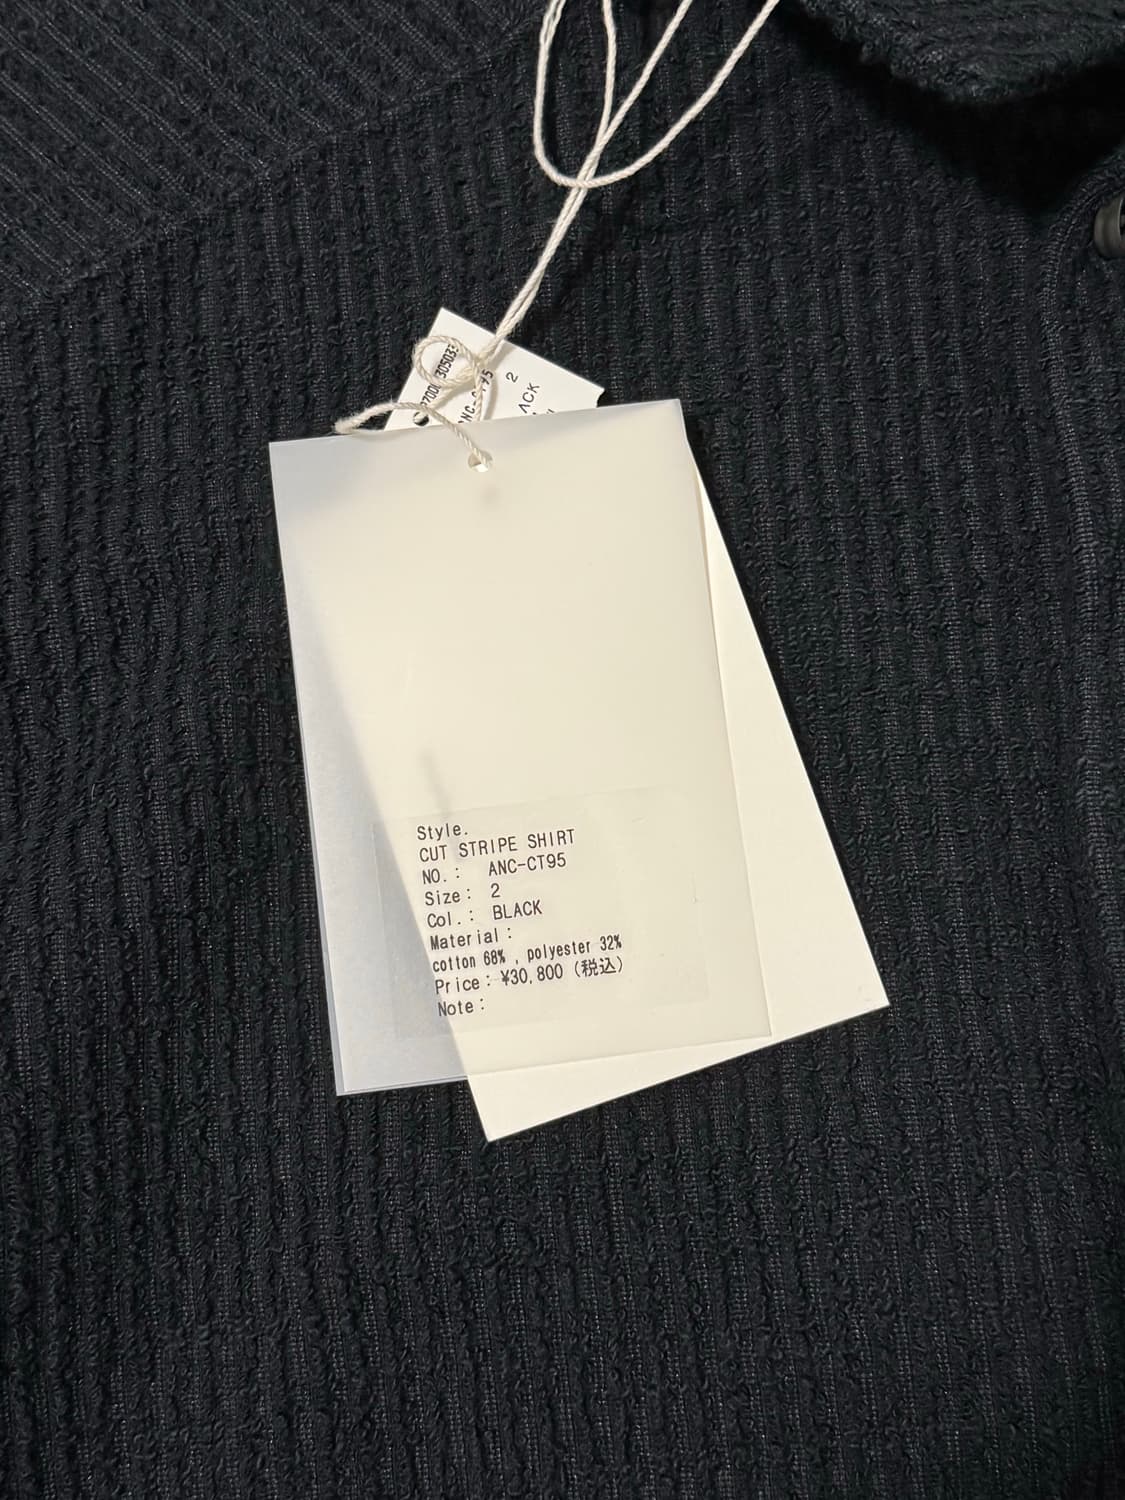 2
Style.
CUT STRIPE SHIRT
NO.: ANC-CT95
Size: 2
Col.: BLACK
Material:
cotton 68% , polyester 32%
Price: ¥30,800 (税込)
Note: